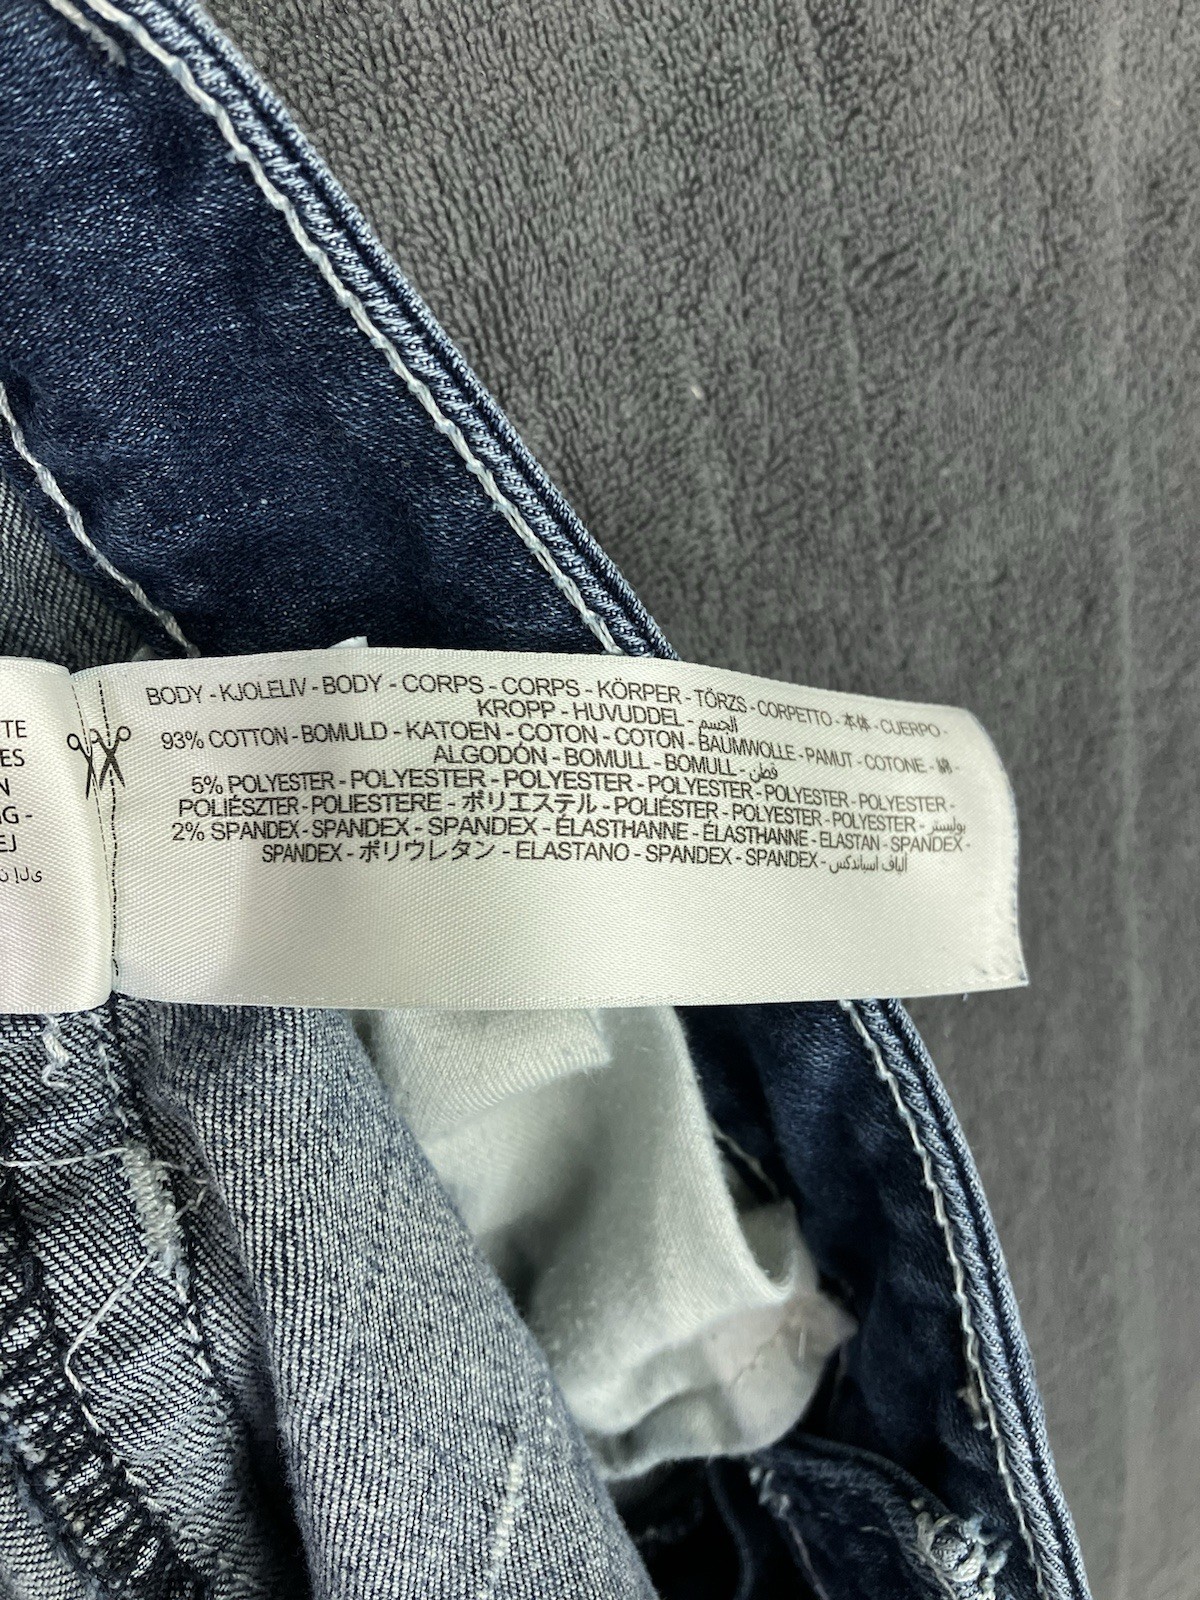 BODY - KJOLELIV - BODY - CORPS - CORPS - KÖRPER - TÖRZS - CORPETTO - 本体 - CUERPO -
KROPP - HUVUDDEL - الجسم
93% COTTON - BOMULD - KATOEN - COTON - COTON - BAUMWOLLE - PAMUT - COTONE - 綿 -
ALGODÓN - BOMULL - BOMULL - قطن
5% POLYESTER - POLYESTER - POLYESTER - POLYESTER - POLYESTER - POLYESTER -
POLIÉSZTER - POLIESTERE - ポリエステル - POLIÉSTER - POLYESTER - POLYESTER - بوليستر
2% SPANDEX - SPANDEX - SPANDEX - ÉLASTHANNE - ÉLASTHANNE - ELASTAN - SPANDEX -
SPANDEX - ポリウレタン - ELASTANO - SPANDEX - SPANDEX - ألياف اسباندكس
TE
ES
N
G -
EJ